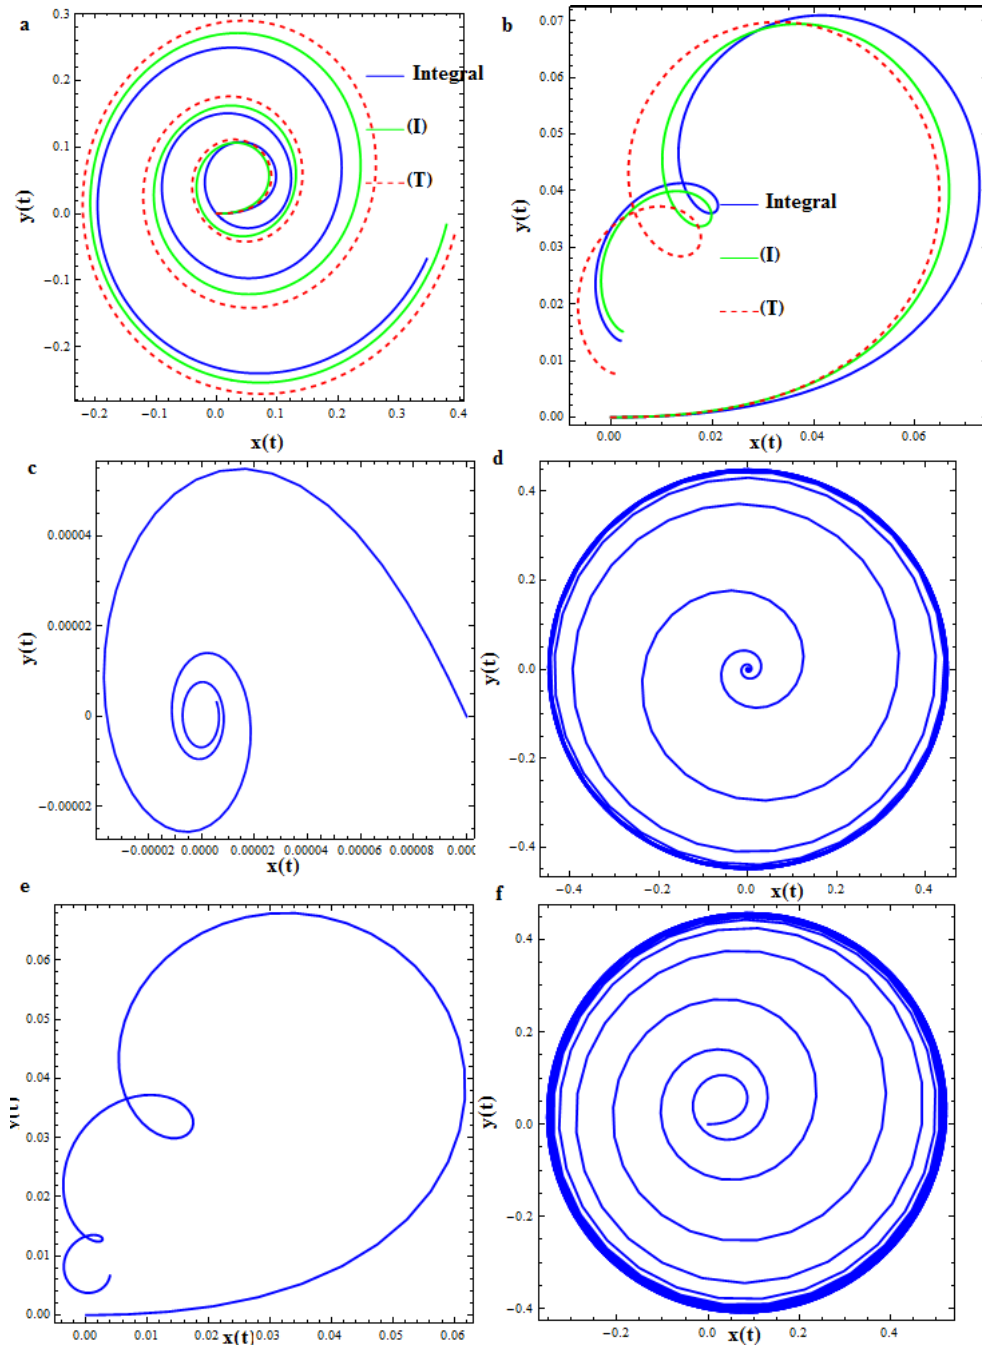 a
0.3
0.2
0.1
0.0
−0.1
−0.2
y(t)
−0.2 −0.1 0.0 0.1 0.2 0.3 0.4
x(t)
Integral
(I)
(T)
b
0.07
0.06
0.05
0.04
0.03
0.02
0.01
0.00
y(t)
0.00 0.02 0.04 0.06
x(t)
Integral
(I)
(T)
c
0.00004
0.00002
0
−0.00002
y(t)
−0.00002 0.00000 0.00002 0.00004 0.00006 0.00008 0.000
x(t)
d
0.4
0.2
0.0
−0.2
−0.4
y(t)
−0.4 −0.2 0.0 0.2 0.4
x(t)
e
0.06
0.05
0.04
0.03
0.02
0.01
0.00
y(t)
0.00 0.01 0.02 0.03 0.04 0.05 0.06
x(t)
f
0.4
0.2
0.0
−0.2
−0.4
y(t)
−0.2 0.0 0.2 0.4
x(t)